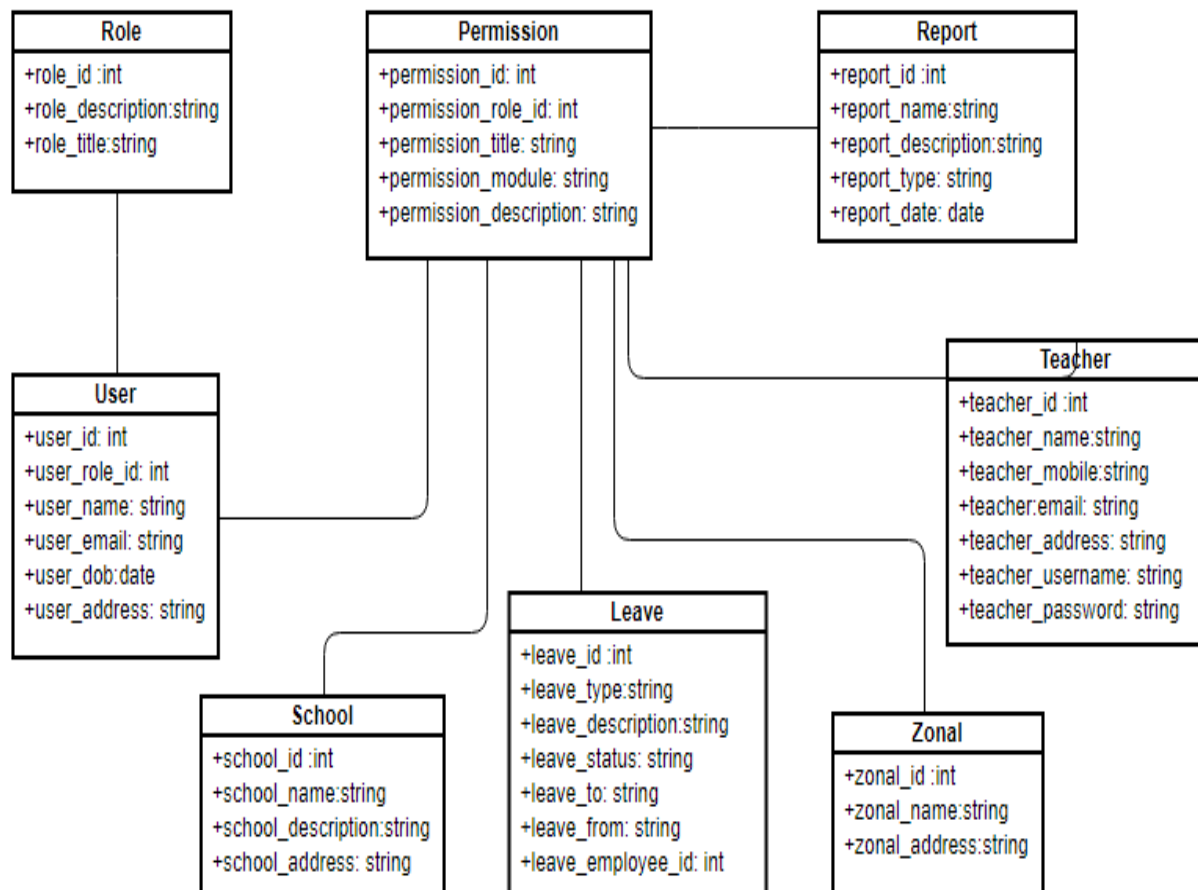 Role
+role_id :int
+role_description:string
+role_title:string
Permission
+permission_id: int
+permission_role_id: int
+permission_title: string
+permission_module: string
+permission_description: string
Report
+report_id :int
+report_name:string
+report_description:string
+report_type: string
+report_date: date
User
+user_id: int
+user_role_id: int
+user_name: string
+user_email: string
+user_dob:date
+user_address: string
Teacher
+teacher_id :int
+teacher_name:string
+teacher_mobile:string
+teacher:email: string
+teacher_address: string
+teacher_username: string
+teacher_password: string
School
+school_id :int
+school_name:string
+school_description:string
+school_address: string
Leave
+leave_id :int
+leave_type:string
+leave_description:string
+leave_status: string
+leave_to: string
+leave_from: string
+leave_employee_id: int
Zonal
+zonal_id :int
+zonal_name:string
+zonal_address:string